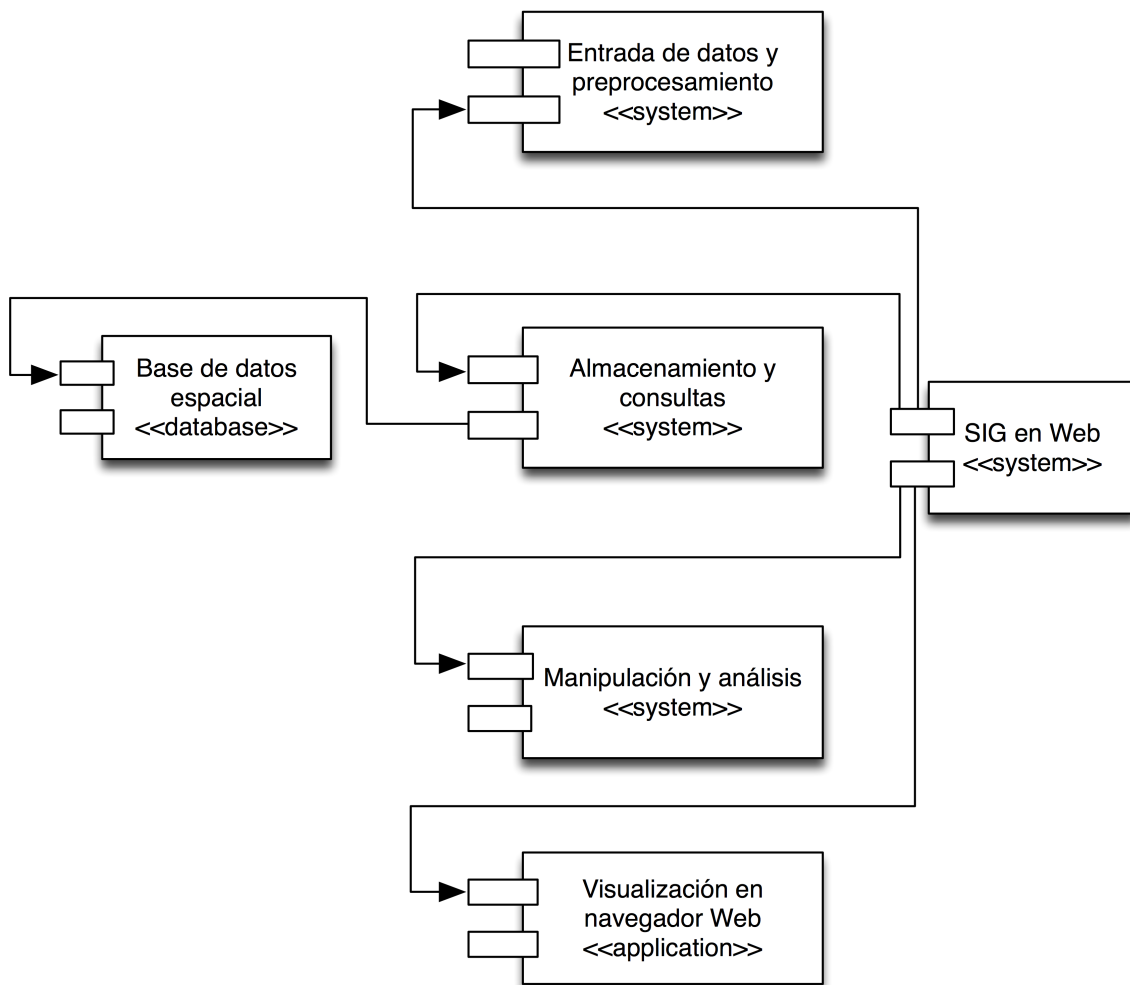 Entrada de datos y
preprocesamiento
<<system>>
Base de datos
espacial
<<database>>
Almacenamiento y
consultas
<<system>>
SIG en Web
<<system>>
Manipulación y análisis
<<system>>
Visualización en
navegador Web
<<application>>